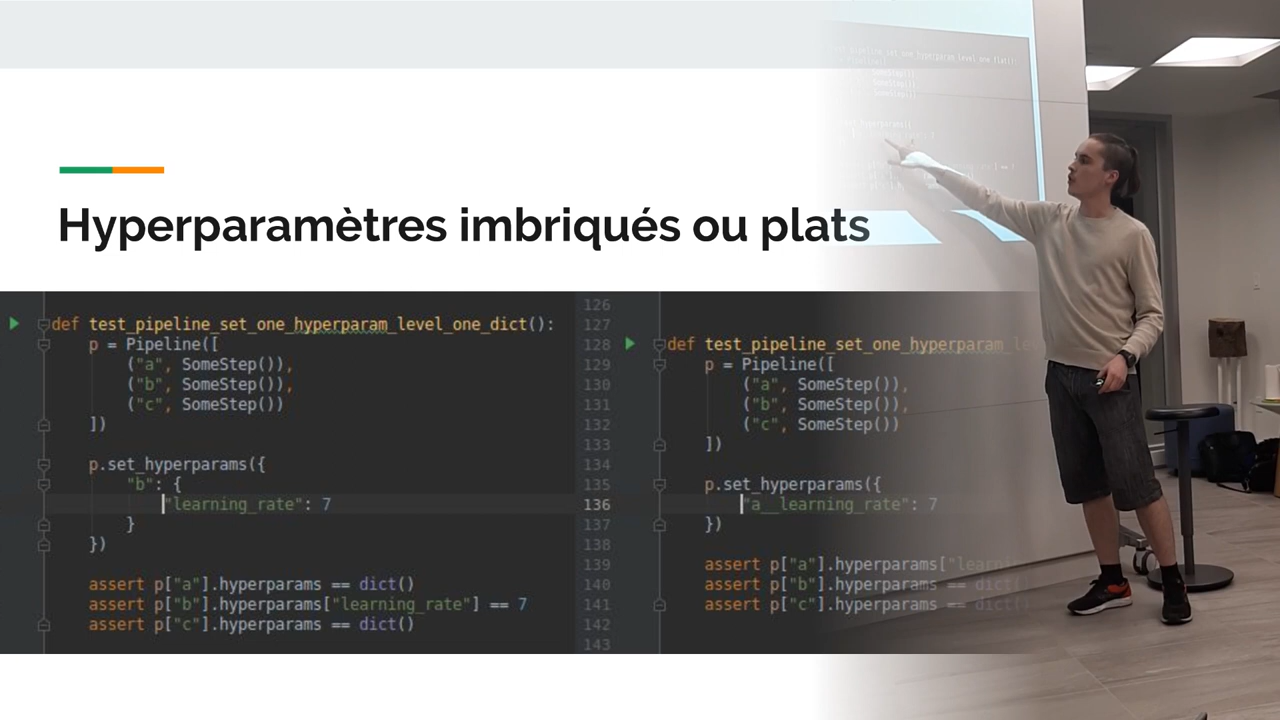 Hyperparamètres imbriqués ou plats
def test_pipeline_set_one_hyperparam_level_one_dict():
    p = Pipeline([
        ("a", SomeStep()),
        ("b", SomeStep()),
        ("c", SomeStep())
    ])
    p.set_hyperparams({
        "b": {
            "learning_rate": 7
        }
    })
    assert p["a"].hyperparams == dict()
    assert p["b"].hyperparams["learning_rate"] == 7
    assert p["c"].hyperparams == dict()
126
127
128
129
130
131
132
133
134
135
136
137
138
139
140
141
142
143
def test_pipeline_set_one_hyperparam_le
    p = Pipeline([
        ("a", SomeStep()),
        ("b", SomeStep()),
        ("c", SomeStep())
    ])
    p.set_hyperparams({
        "a__learning_rate": 7
    })
    assert p["a"].hyperparams["learni
    assert p["b"].hyperparams == dict()
    assert p["c"].hyperparams == dict()